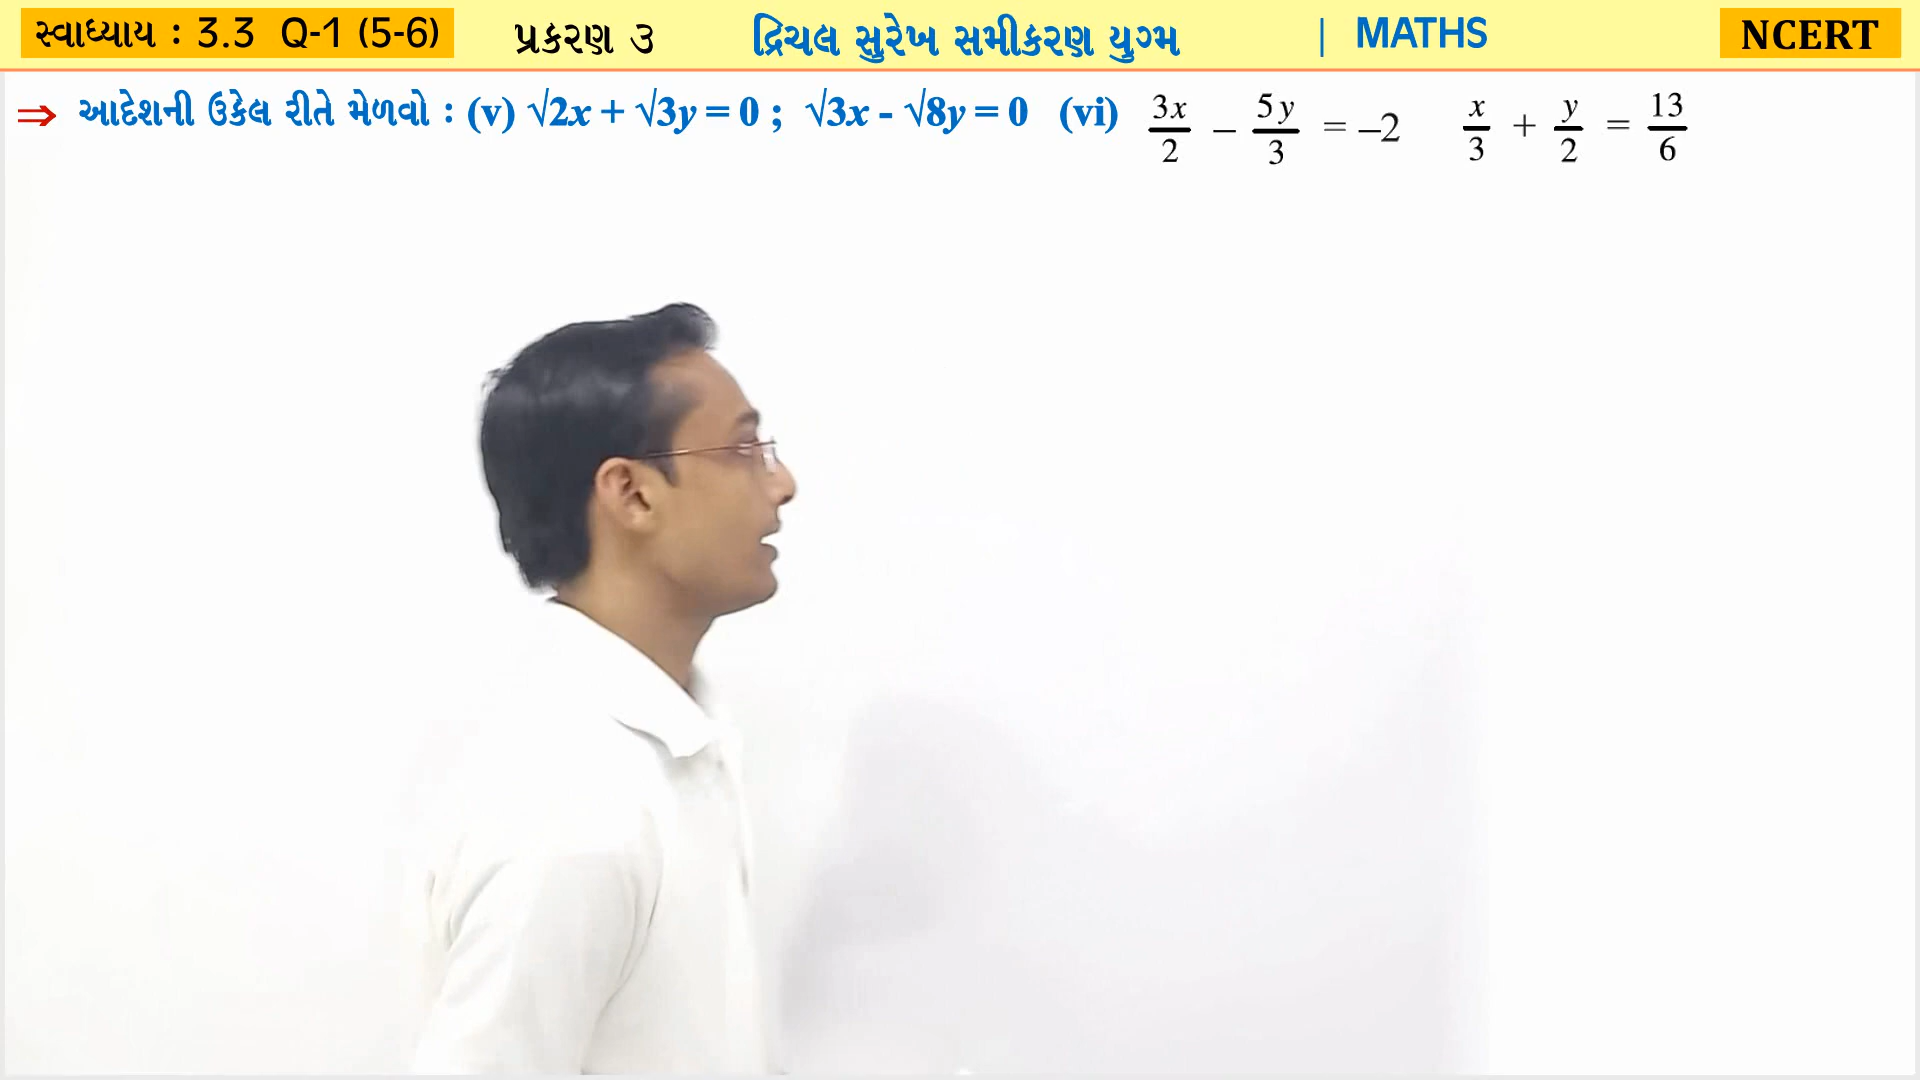 સ્વાધ્યાય : 3.3 Q-1 (5-6) પ્રકરણ ૩ દ્રિચલ સુરેખ સમીકરણ યુગ્મ | MATHS NCERT
⇒ આદેશની ઉકેલ રીતે મેળવો : (v) √2x + √3y = 0 ; √3x - √8y = 0 (vi) 3x/2 – 5y/3 = –2 x/3 + y/2 = 13/6